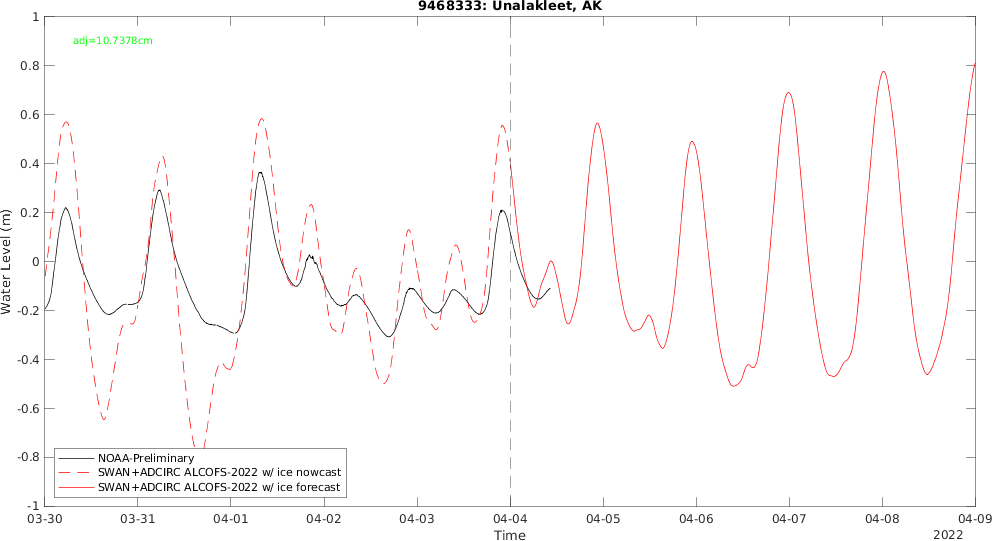 9468333: Unalakleet, AK
adj=10.7378cm
Water Level (m)
1
0.8
0.6
0.4
0.2
0
-0.2
-0.4
-0.6
-0.8
-1
NOAA-Preliminary
SWAN+ADCIRC ALCOFS-2022 w/ ice nowcast
SWAN+ADCIRC ALCOFS-2022 w/ ice forecast
03-30 03-31 04-01 04-02 04-03 04-04 04-05 04-06 04-07 04-08 04-09
Time
2022